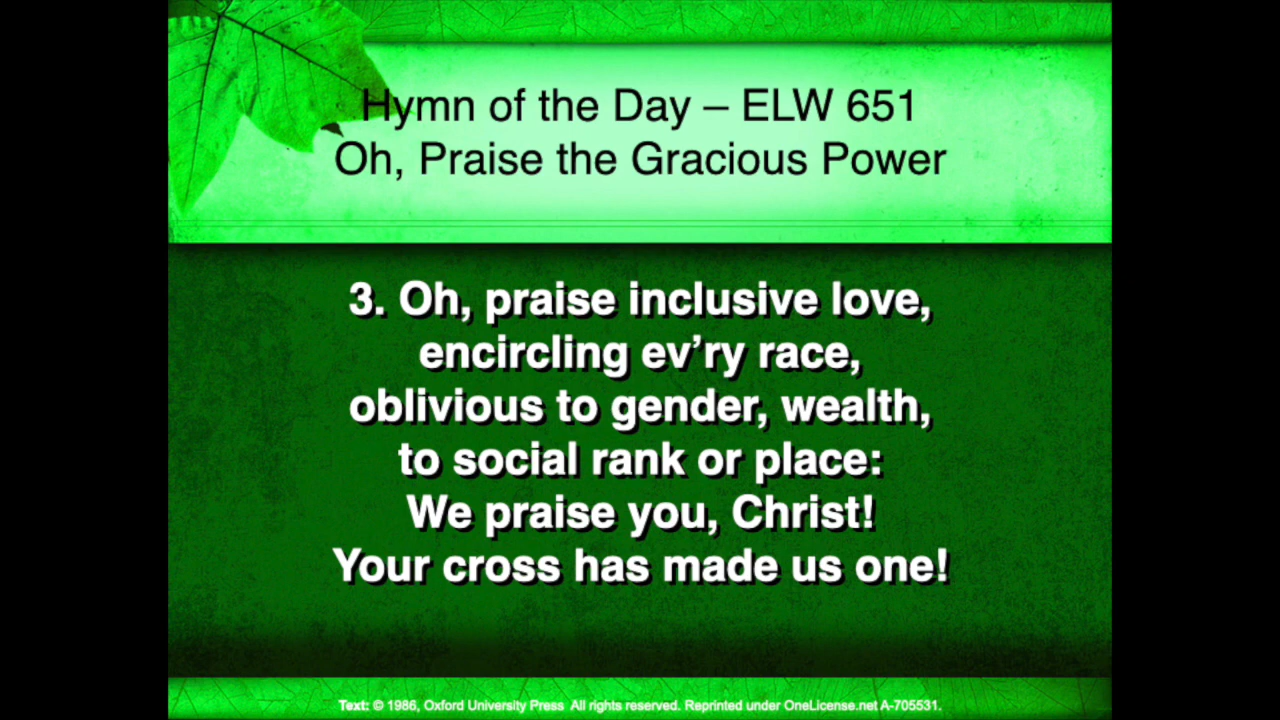 Hymn of the Day – ELW 651
Oh, Praise the Gracious Power
3. Oh, praise inclusive love,
encircling ev’ry race,
oblivious to gender, wealth,
to social rank or place:
We praise you, Christ!
Your cross has made us one!
Text: © 1986, Oxford University Press  All rights reserved. Reprinted under OneLicense.net A-705531.